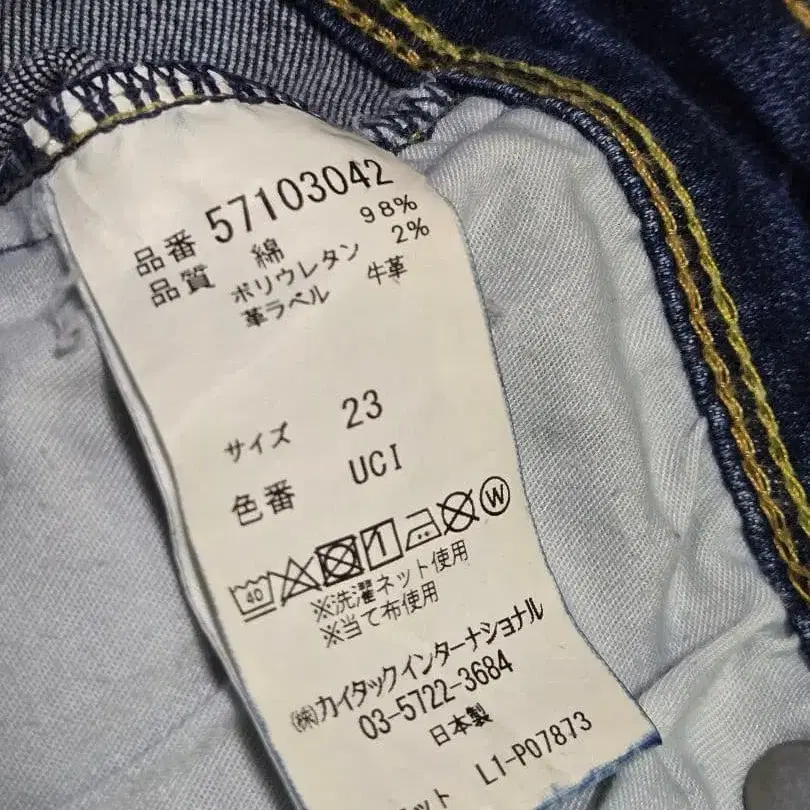 品番 57103042
品質 綿 98%
ポリウレタン 2%
革ラベル 牛革
サイズ 23
色番 UCI
40 W
※洗濯ネット使用
※当て布使用
㈱カイタックインターナショナル
03-5722-3684
日本製
ット L1-P07873